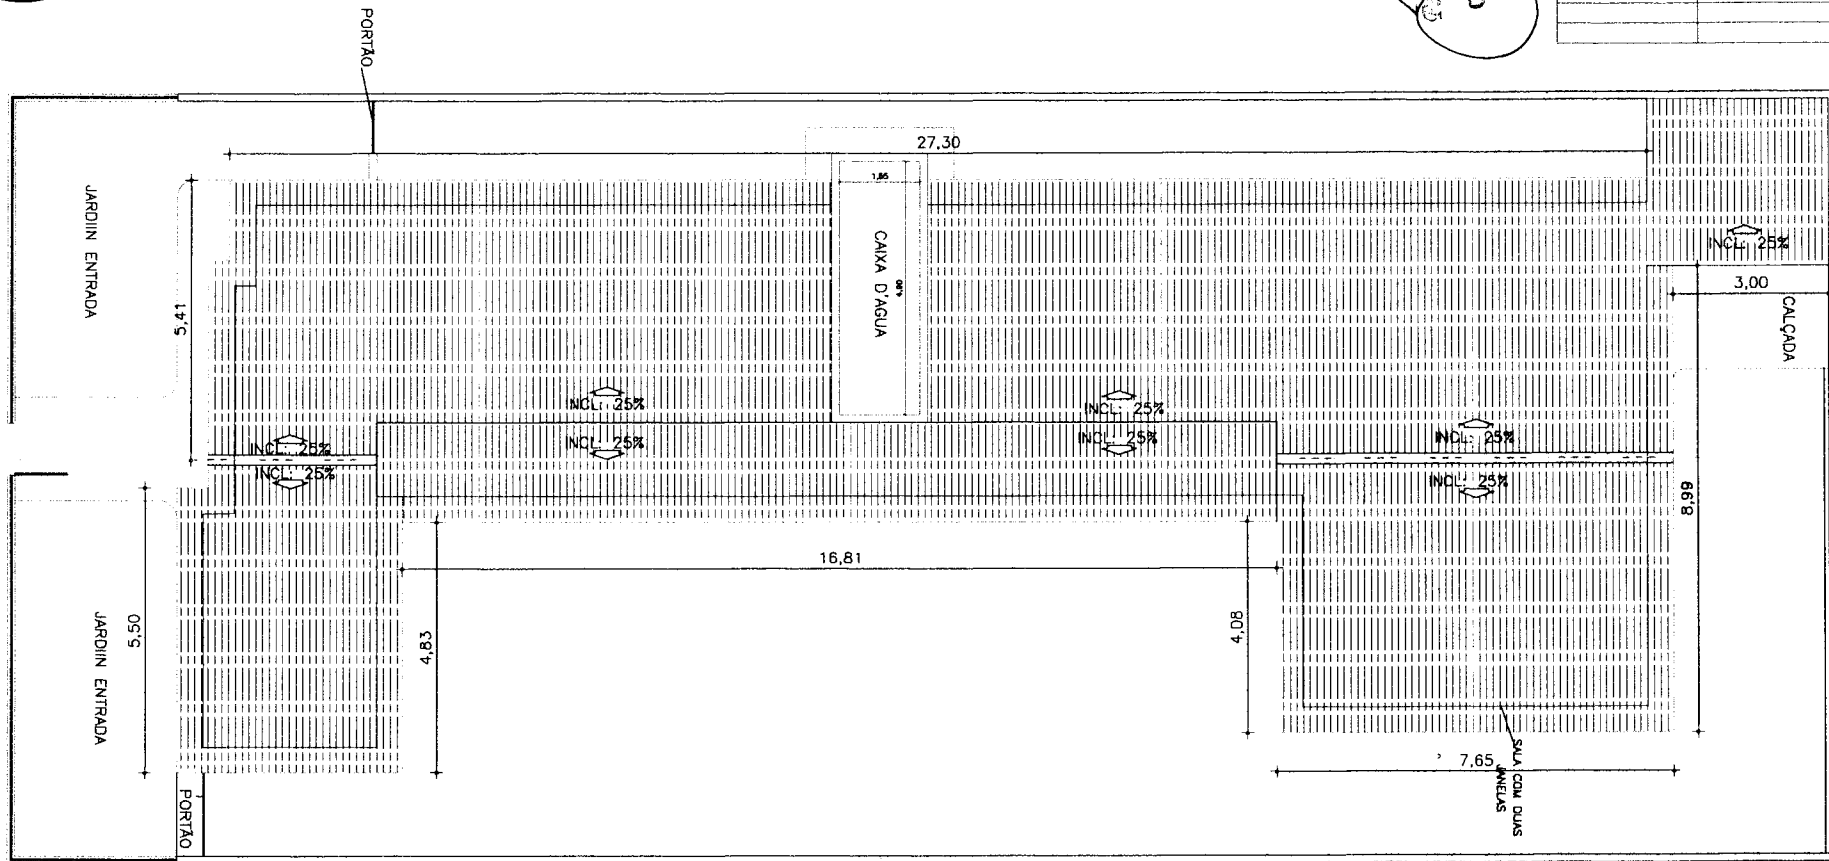 PORTÃO
27,30
1,85
CAIXA D'AGUA
JARDIIN ENTRADA
5,41
INCL: 25%
3,00
CALÇADA
INCL: 25%
INCL: 25%
INCL: 25%
INCL: 25%
INCL: 25%
INCL: 25%
INCL: 25%
INCL: 25%
INCL: 25%
8,99
16,81
5,50
JARDIIN ENTRADA
4,83
4,08
7,65
SALA COM DUAS
JANELAS
PORTÃO